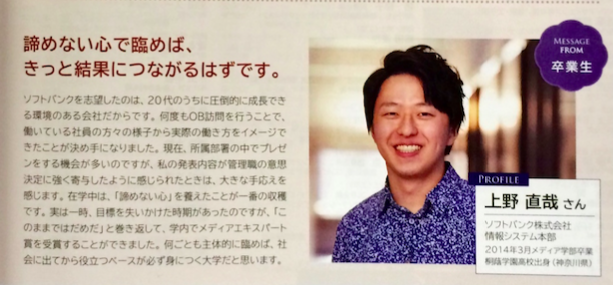 諦めない心で臨めば、
きっと結果につながるはずです。
ソフトバンクを志望したのは、20代のうちに圧倒的に成長でき
る環境のある会社だからです。何度もOB訪問を行うことで、
働いている社員の方々の様子から実際の働き方をイメージで
きたことが決め手になりました。現在、所属部署の中でプレゼ
ンをする機会が多いのですが、私の発表内容が管理職の意思
決定に強く寄与したように感じられたときは、大きな手応えを
感じます。在学中は、「諦めない心」を養えたことが一番の収穫
です。実は一時、目標を失いかけた時期があったのですが、「こ
のままではだめだ」と巻き返して、学内でメディアエキスパート
賞を受賞することができました。何ごとも主体的に臨めば、社
会に出てから役立つベースが必ず身につく大学だと思います。
MESSAGE
FROM
卒業生
PROFILE
上野 直哉 さん
ソフトバンク株式会社
情報システム本部
2014年3月メディア学部卒業
桐蔭学園高校出身(神奈川県)